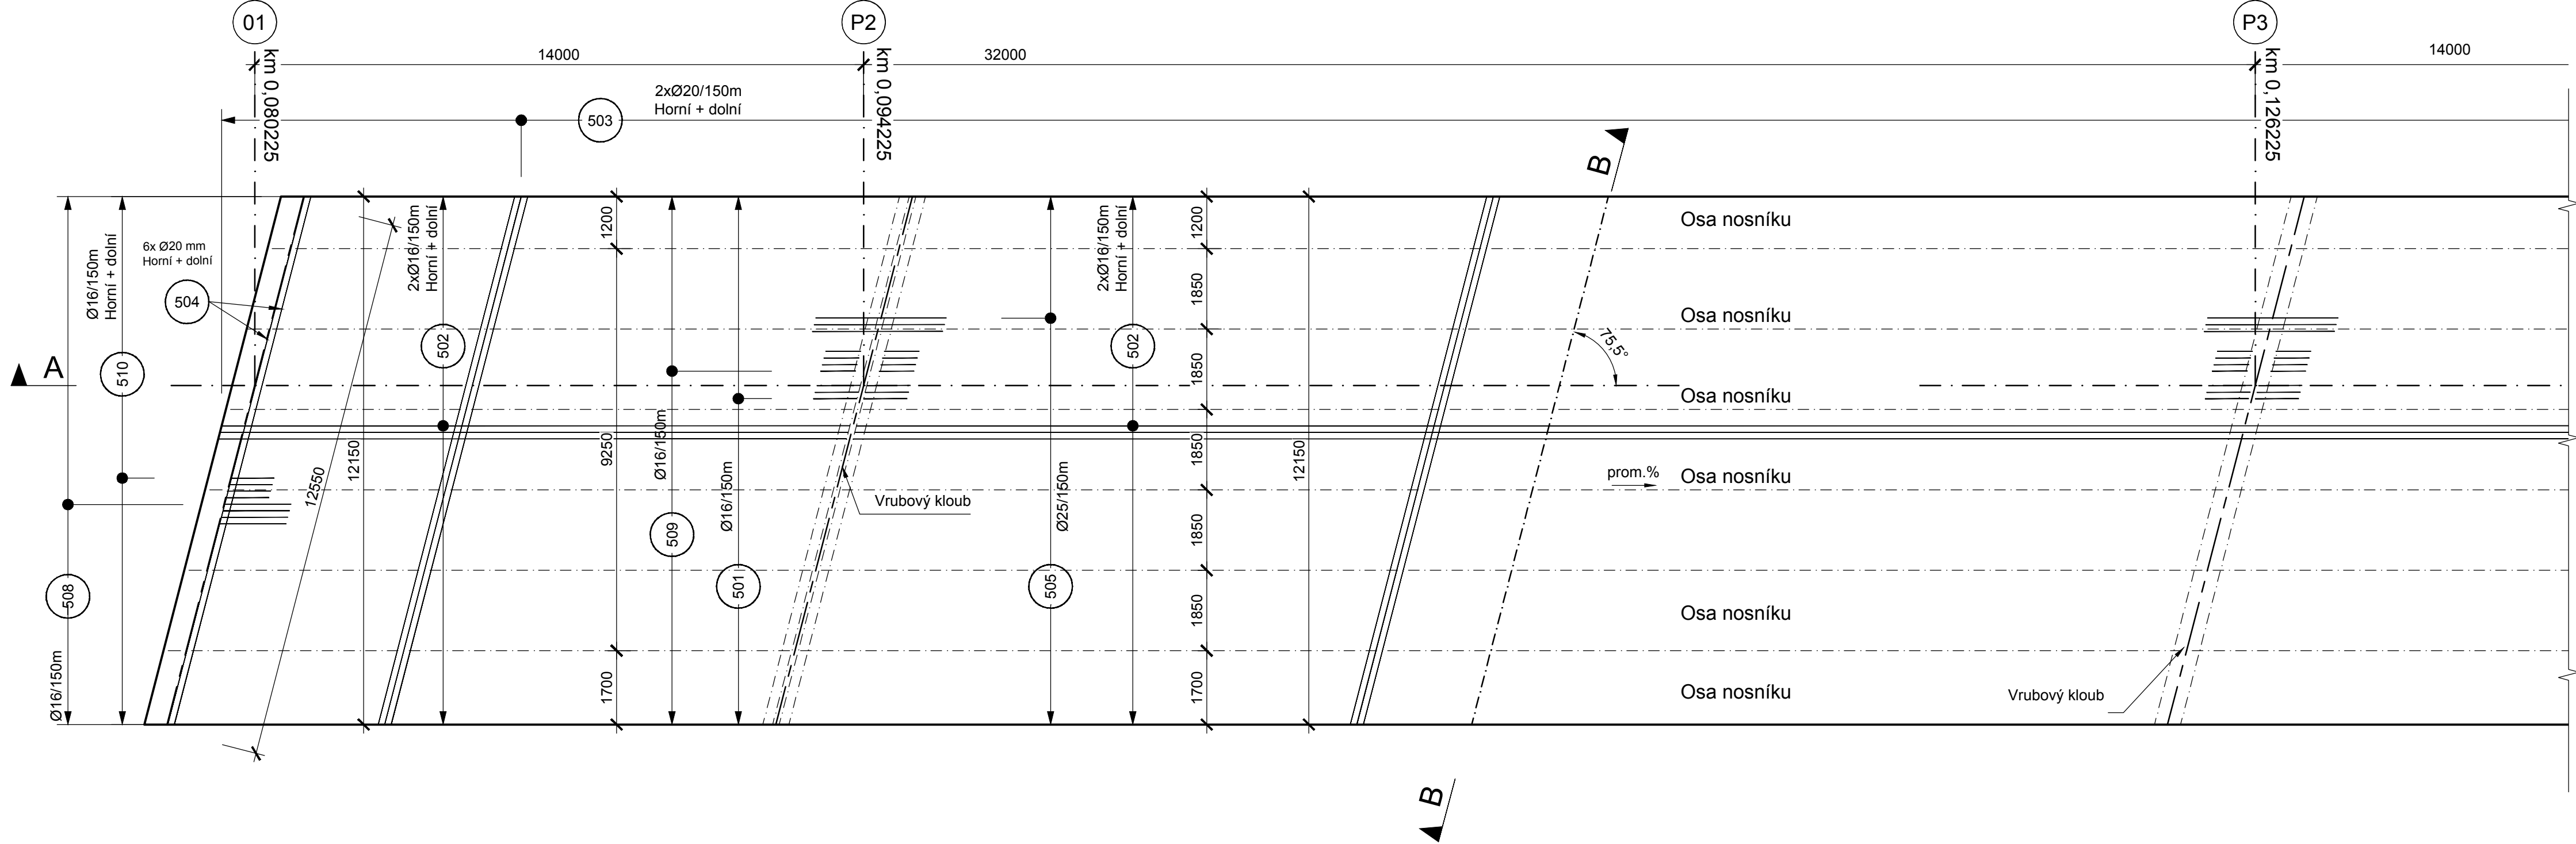 01
P2
P3
14000
32000
14000
km 0,080225
km 0,094225
km 0,126225
2xØ20/150m
Horní + dolní
503
B
Ø16/150m
Horní + dolní
6x Ø20 mm
Horní + dolní
504
2xØ16/150m
Horní + dolní
1200
2xØ16/150m
Horní + dolní
1200
Osa nosníku
1850
Osa nosníku
75,5°
A
510
502
502
1850
Osa nosníku
12550
12150
9250
Ø16/150m
Ø16/150m
Ø25/150m
1850
12150
prom.%
Osa nosníku
Vrubový kloub
509
1850
508
501
505
1850
Osa nosníku
Ø16/150m
1700
1700
Osa nosníku
Vrubový kloub
B